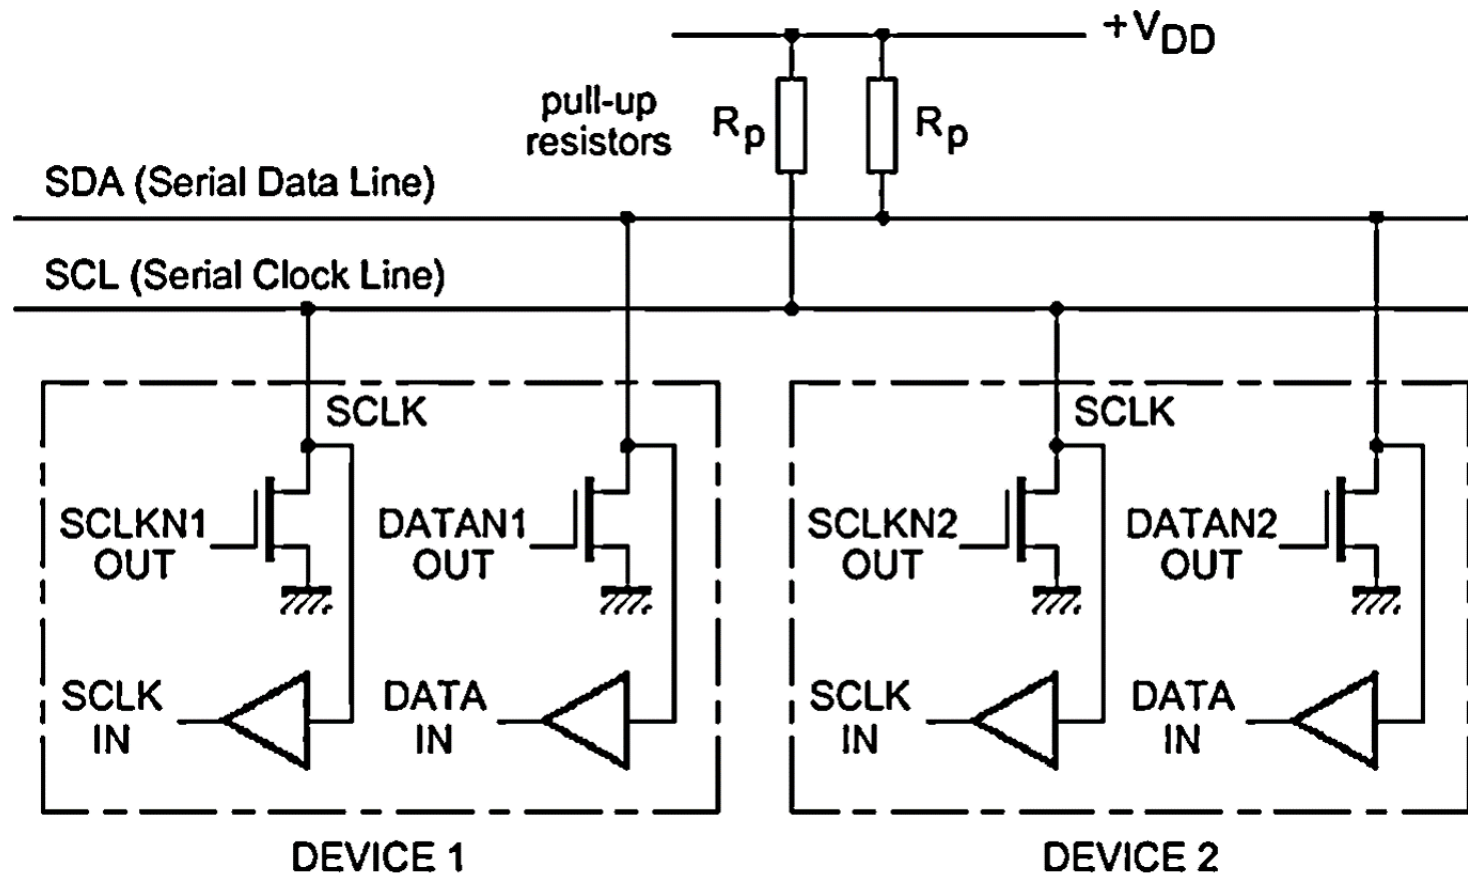 +VDD
pull-up
resistors
Rp
Rp
SDA (Serial Data Line)
SCL (Serial Clock Line)
SCLK
SCLK
SCLKN1
OUT
DATAN1
OUT
SCLKN2
OUT
DATAN2
OUT
SCLK
IN
DATA
IN
SCLK
IN
DATA
IN
DEVICE 1
DEVICE 2